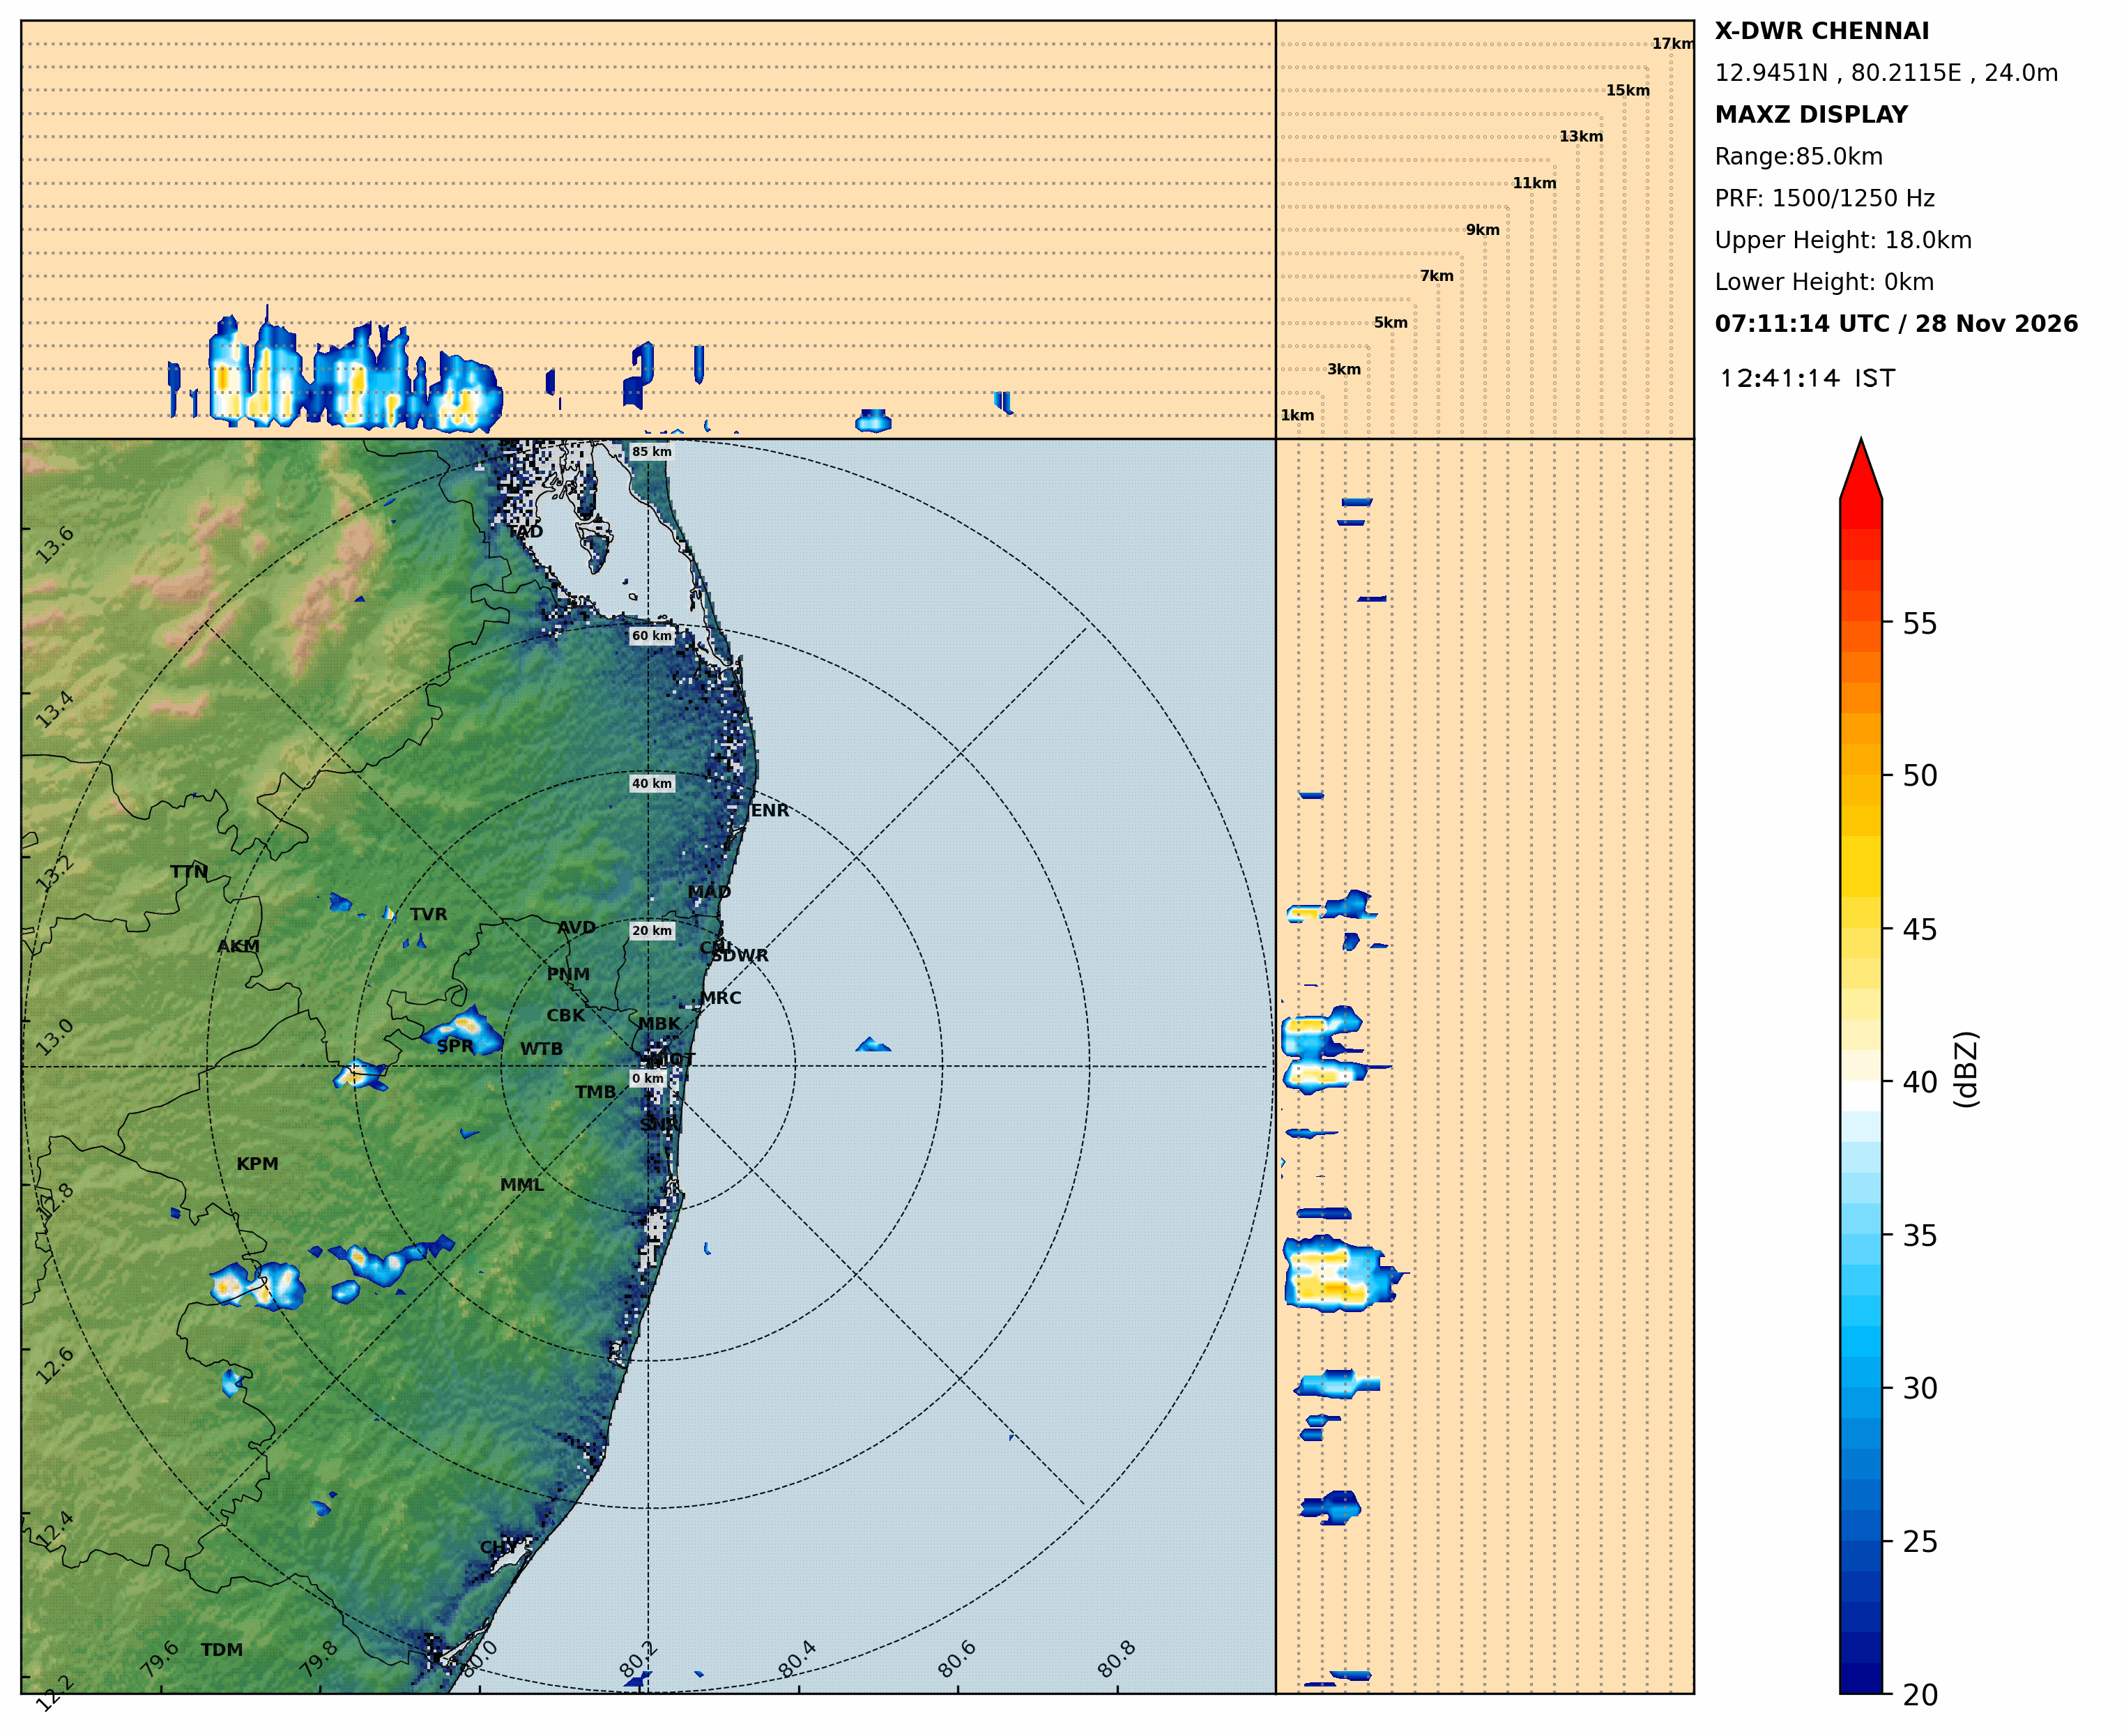 17km
15km
13km
11km
9km
7km
5km
3km
1km
X-DWR CHENNAI
12.9451N , 80.2115E , 24.0m
MAXZ DISPLAY
Range:85.0km
PRF: 1500/1250 Hz
Upper Height: 18.0km
Lower Height: 0km
07:11:14 UTC / 28 Nov 2026
12:41:14 IST
85 km
TAD
13.6
60 km
13.4
40 km
ENR
13.2
TTN
MAD
TVR
AVD
20 km
AKM
SDWR
PNM
MRC
CBK
MBK
13.0
SPR
WTB
0 km
TMB
SNR
KPM
MML
12.8
12.6
12.4
CHY
TDM
12.2
79.6
79.8
80.0
80.2
80.4
80.6
80.8
55
50
45
40
35
30
25
20
(dBZ)